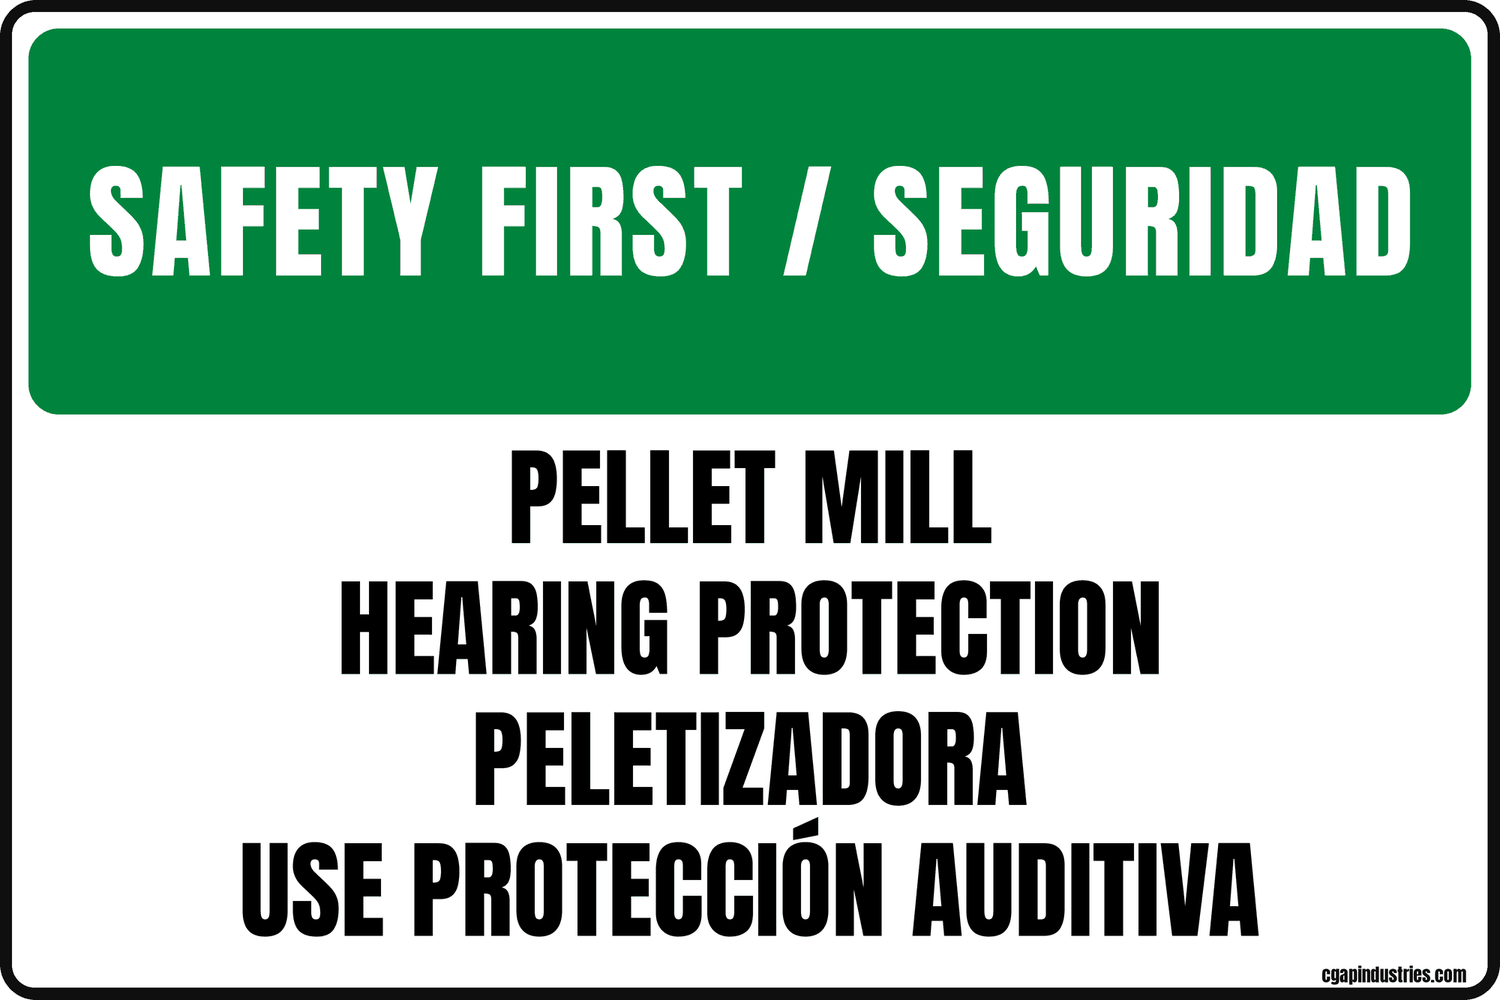 SAFETY FIRST / SEGURIDAD
PELLET MILL
HEARING PROTECTION
PELETIZADORA
USE PROTECCIÓN AUDITIVA
cgapindustries.com